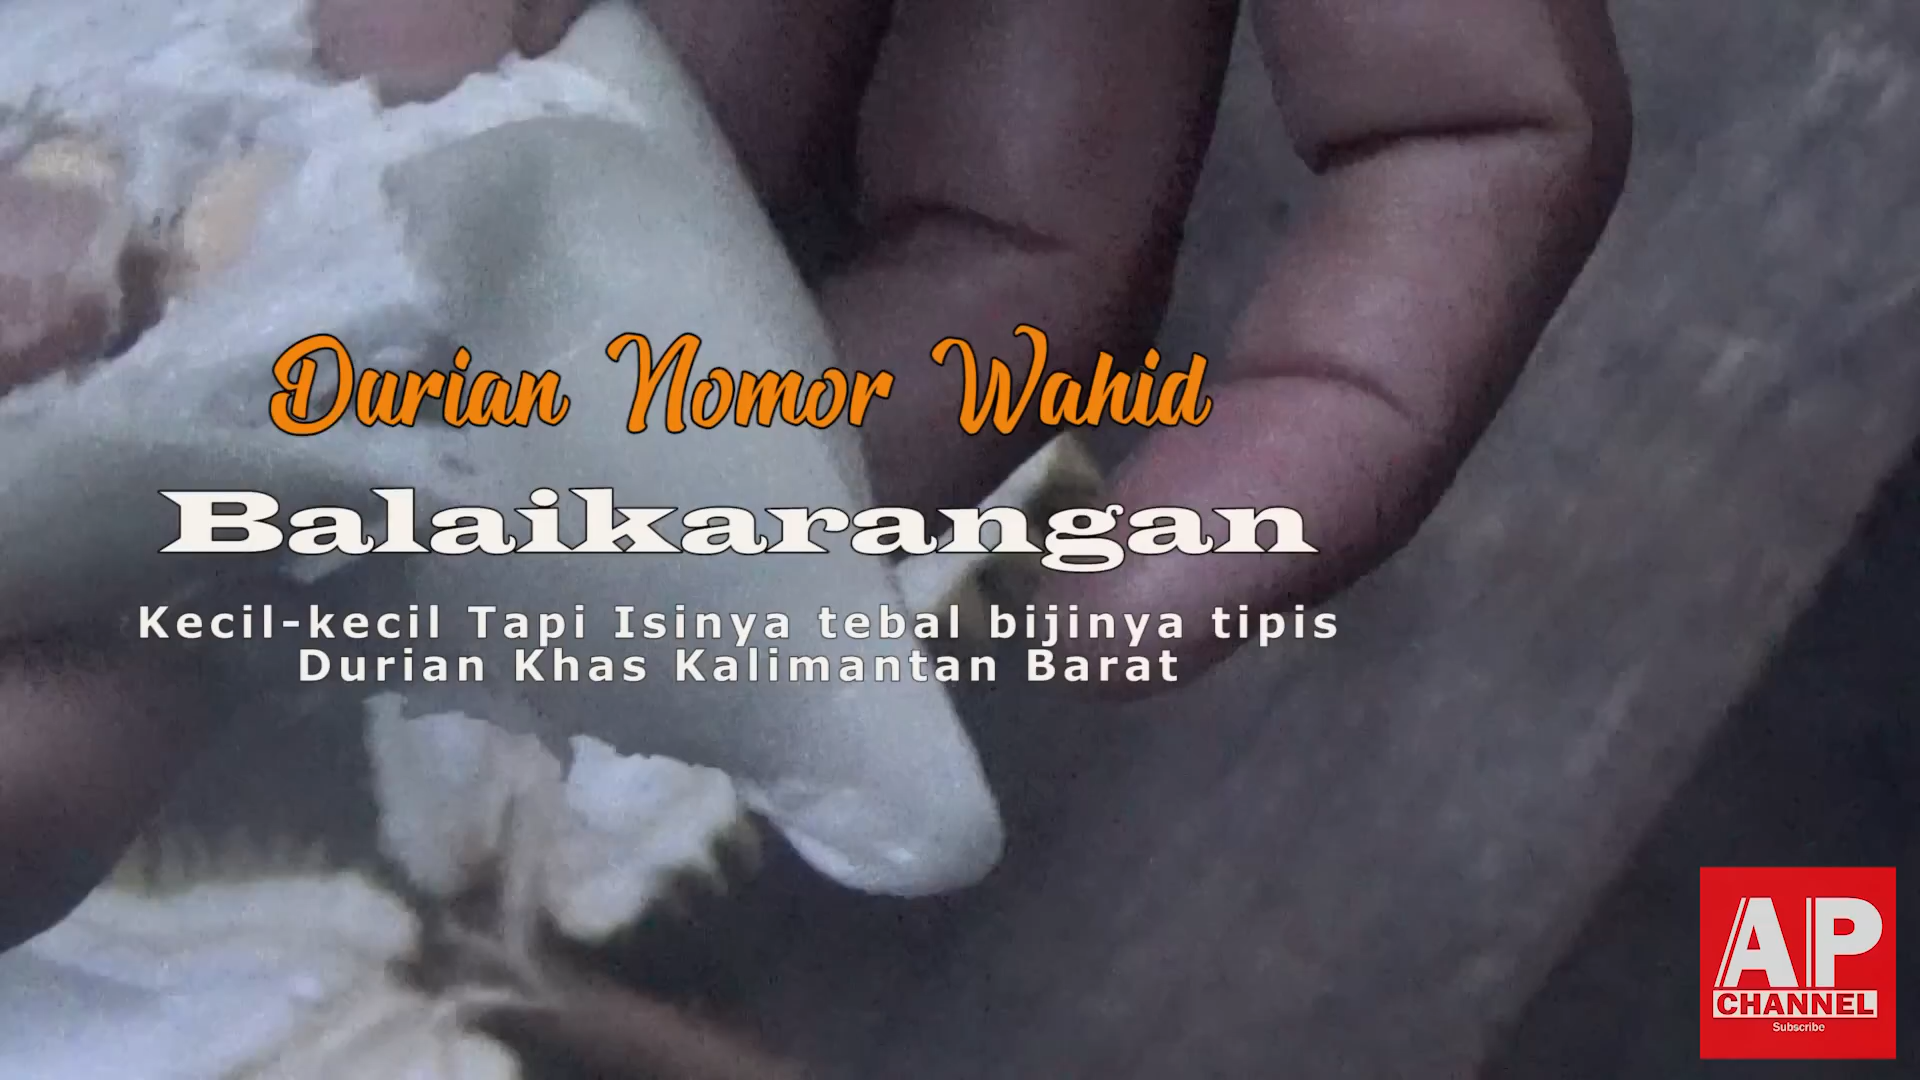 Durian Nomor Wahid
Balaikarangan
Kecil-kecil Tapi Isinya tebal bijinya tipis
Durian Khas Kalimantan Barat
AP
CHANNEL
Subscribe